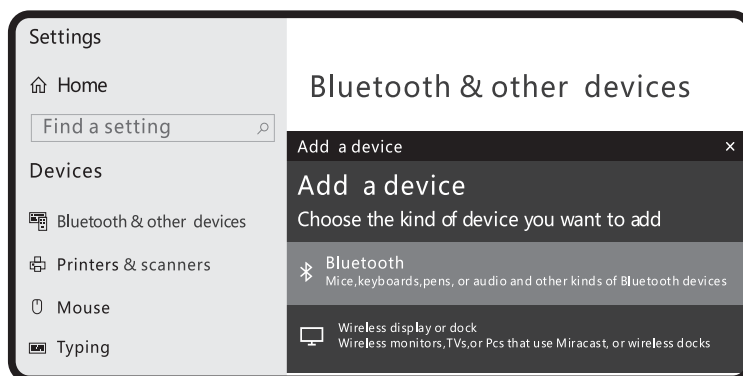 Settings
Home
Find a setting
Devices
Bluetooth & other devices
Printers & scanners
Mouse
Typing
Bluetooth & other devices
Add a device
×
Add a device
Choose the kind of device you want to add
Bluetooth
Mice,keyboards,pens, or audio and other kinds of Bluetooth devices
Wireless display or dock
Wireless monitors,TVs,or Pcs that use Miracast, or wireless docks